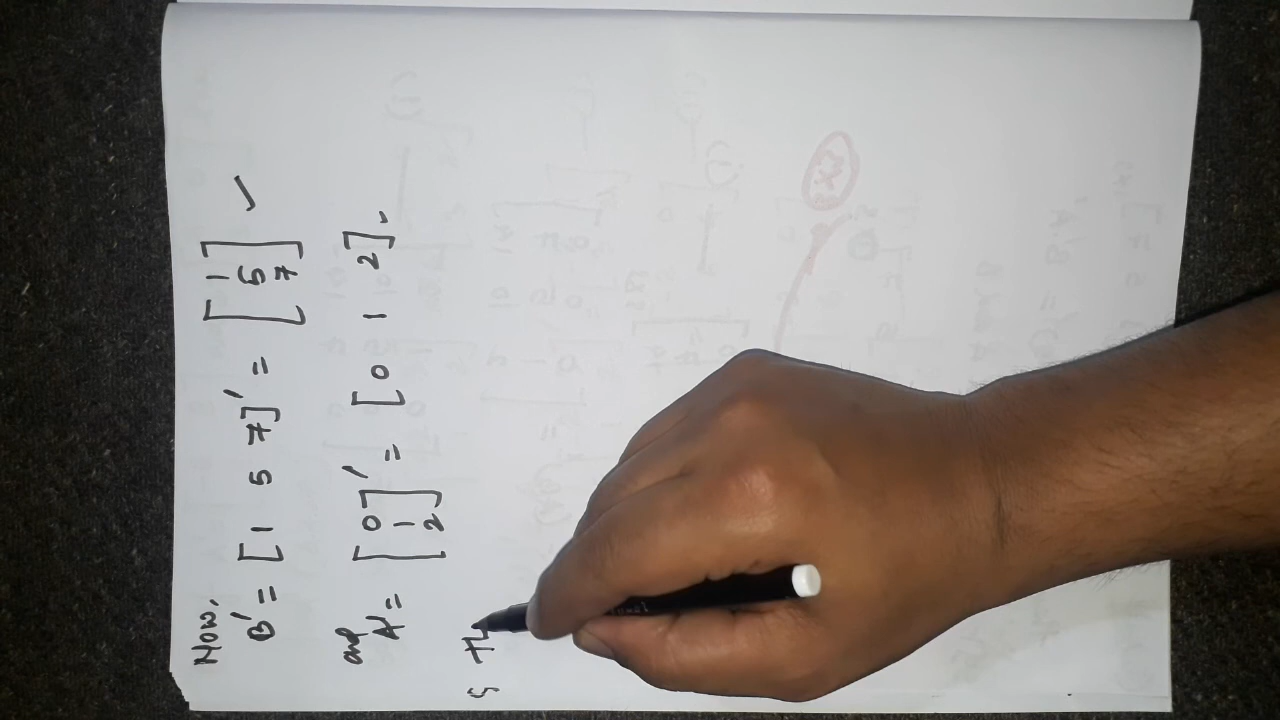 Now,
B' = [1 5 7]' = [1 5 7] ✓
and
A' = [0 1 2]' = [0 1 2].